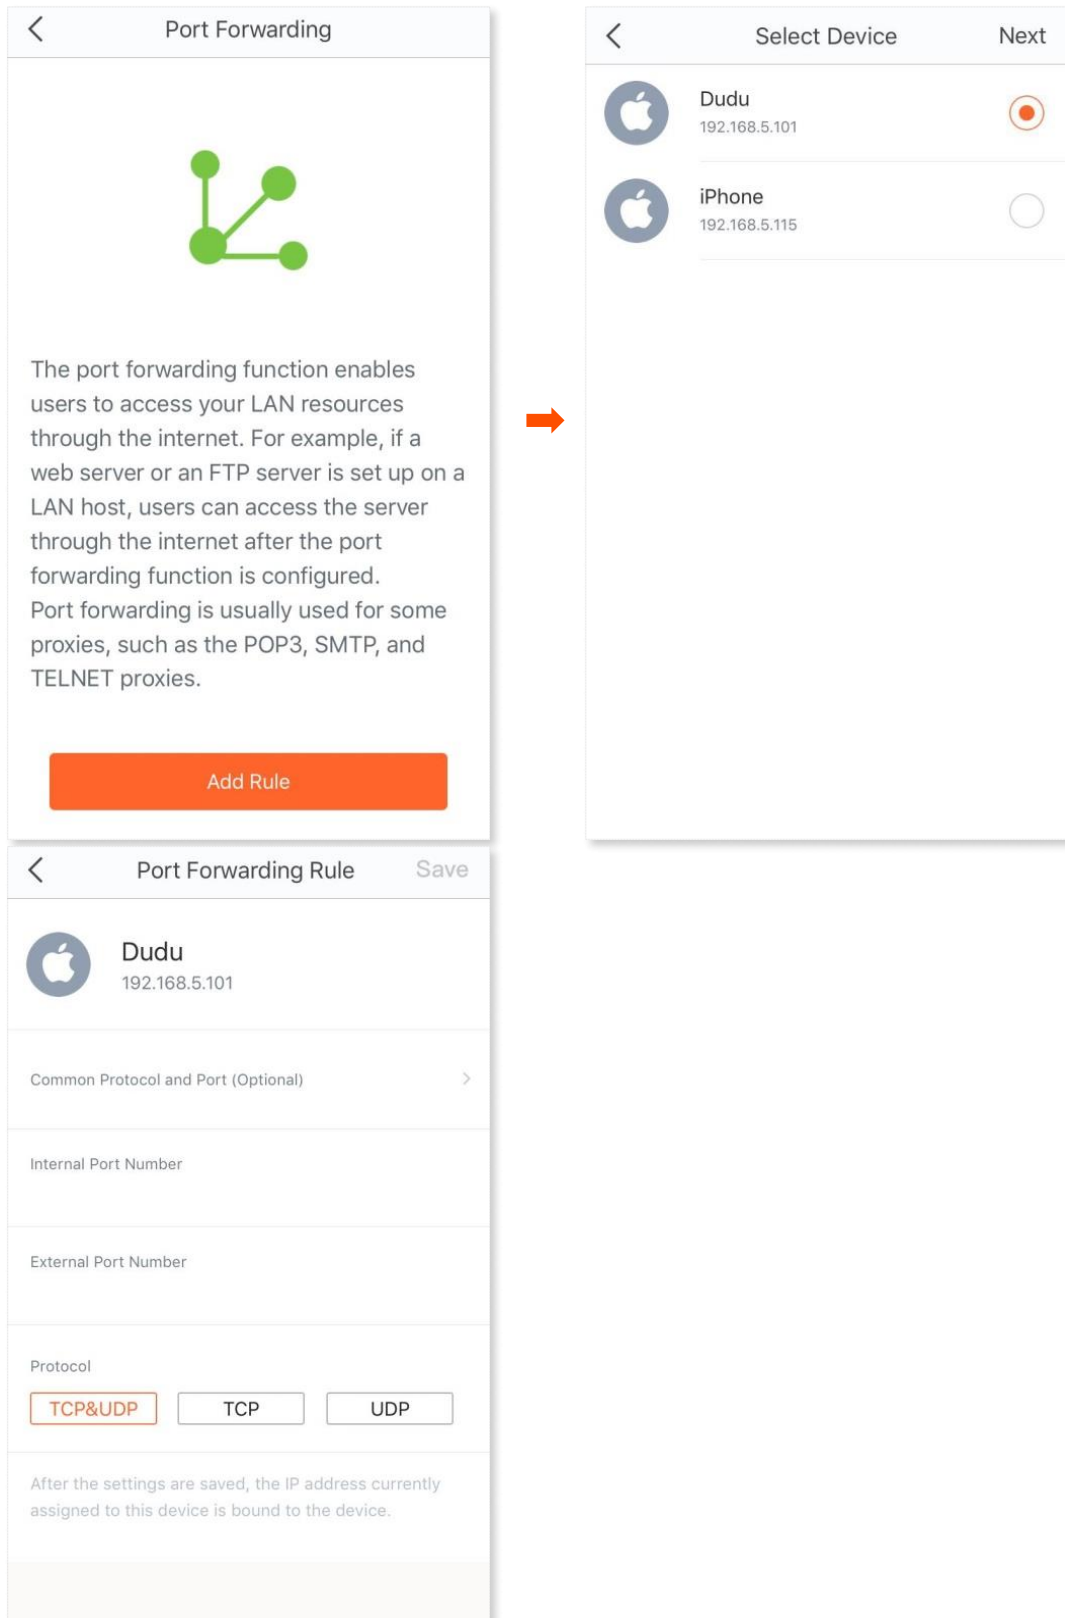 Port Forwarding
The port forwarding function enables
users to access your LAN resources
through the internet. For example, if a
web server or an FTP server is set up on a
LAN host, users can access the server
through the internet after the port
forwarding function is configured.
Port forwarding is usually used for some
proxies, such as the POP3, SMTP, and
TELNET proxies.
Add Rule
Select Device
Next
Dudu
192.168.5.101
iPhone
192.168.5.115
Port Forwarding Rule
Save
Dudu
192.168.5.101
Common Protocol and Port (Optional)
Internal Port Number
External Port Number
Protocol
TCP&UDP
TCP
UDP
After the settings are saved, the IP address currently
assigned to this device is bound to the device.